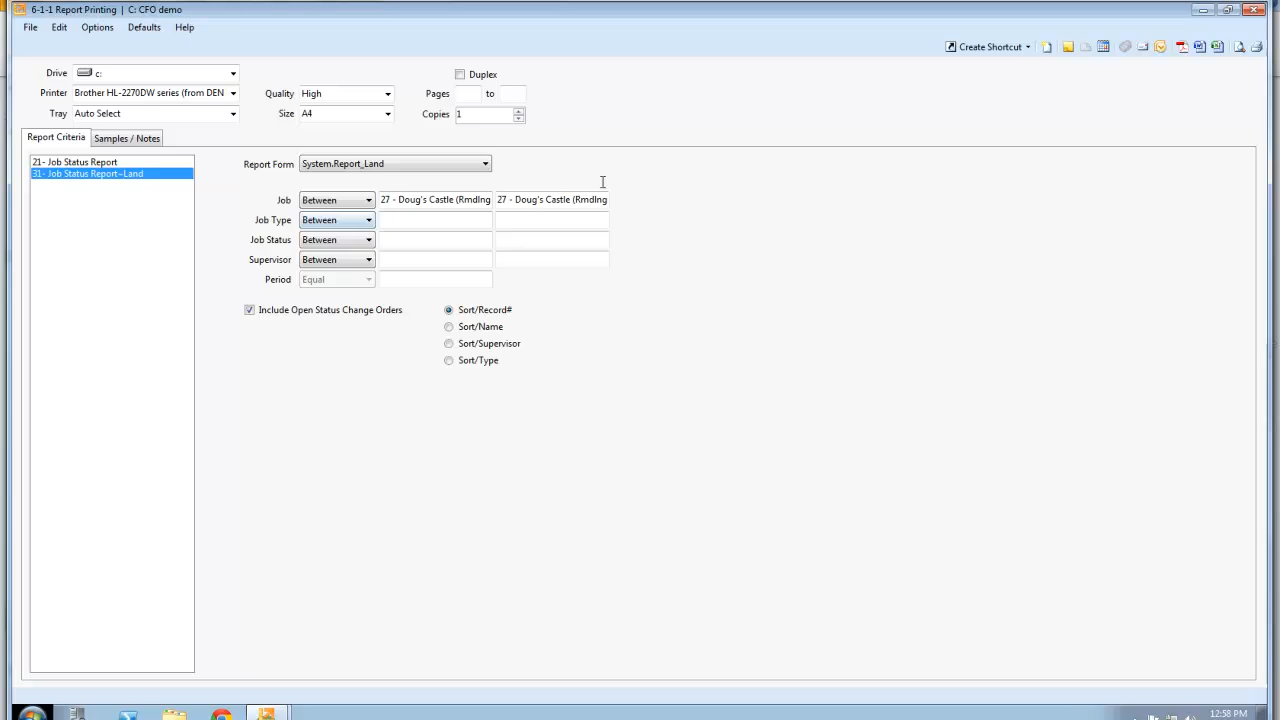 6-1-1 Report Printing | C: CFO demo
File Edit Options Defaults Help
Create Shortcut
Drive c: Duplex
Printer Brother HL-2270DW series (from DEN Quality High Pages to
Tray Auto Select Size A4 Copies 1
Report Criteria Samples / Notes
21- Job Status Report
31- Job Status Report--Land
Report Form System.Report_Land
Job Between 27 - Doug's Castle (Rmdlng 27 - Doug's Castle (Rmdlng
Job Type Between
Job Status Between
Supervisor Between
Period Equal
Include Open Status Change Orders Sort/Record#
Sort/Name
Sort/Supervisor
Sort/Type
12:58 PM